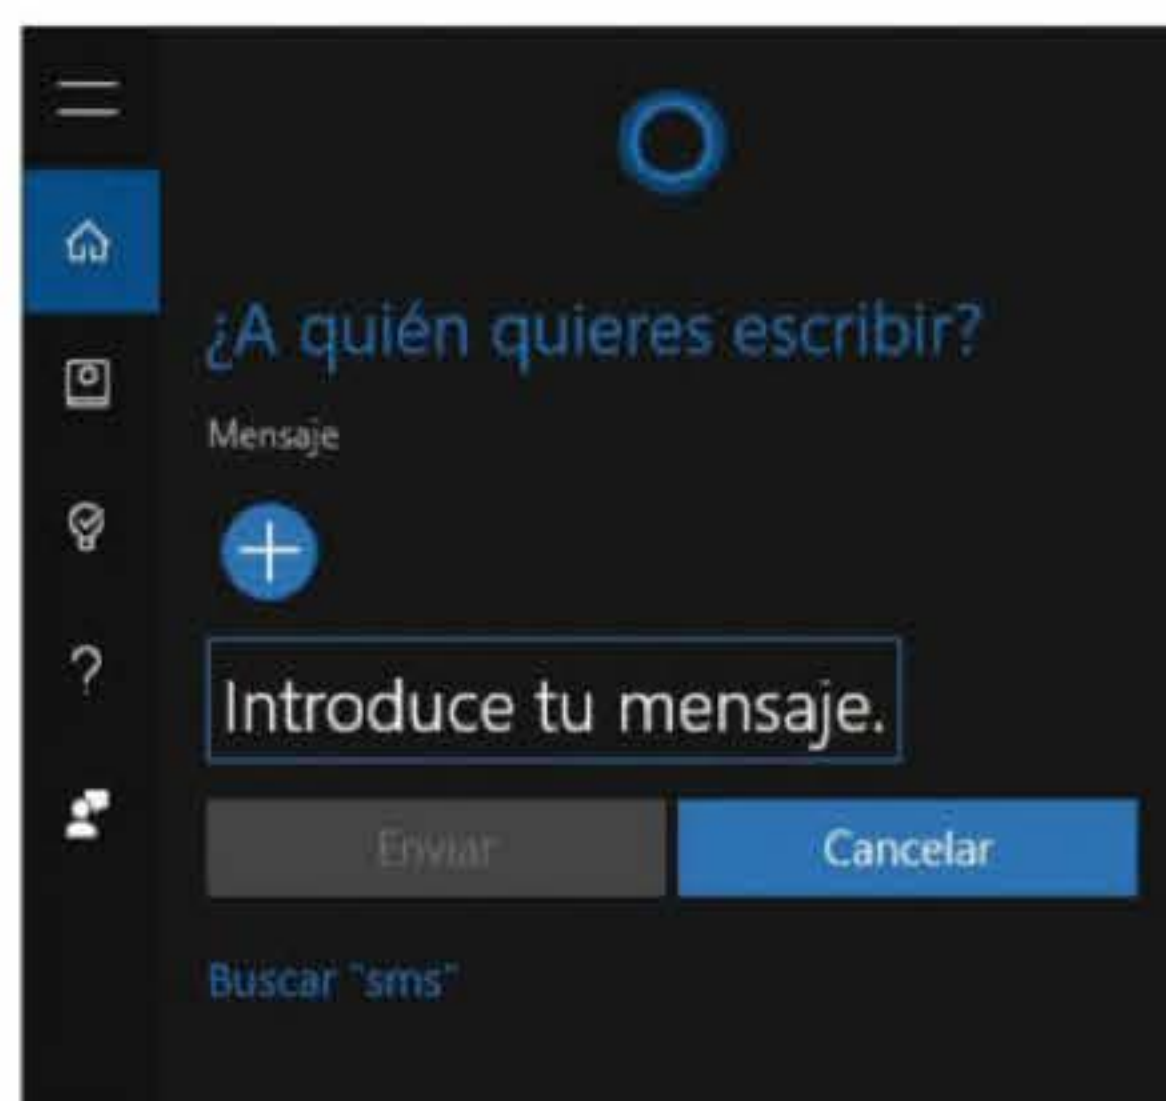 ¿A quién quieres escribir?
Mensaje
Introduce tu mensaje.
Enviar
Cancelar
Buscar "sms"